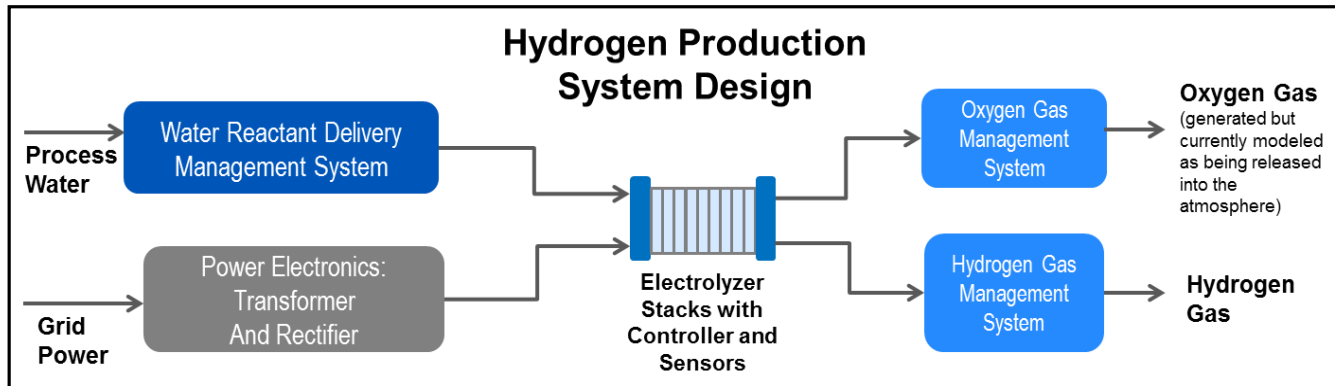 Hydrogen Production
System Design
Process
Water
Water Reactant Delivery
Management System
Grid
Power
Power Electronics:
Transformer
And Rectifier
Electrolyzer
Stacks with
Controller and
Sensors
Oxygen Gas
Management
System
Oxygen Gas
(generated but
currently modeled
as being released
into the
atmosphere)
Hydrogen Gas
Management
System
Hydrogen
Gas